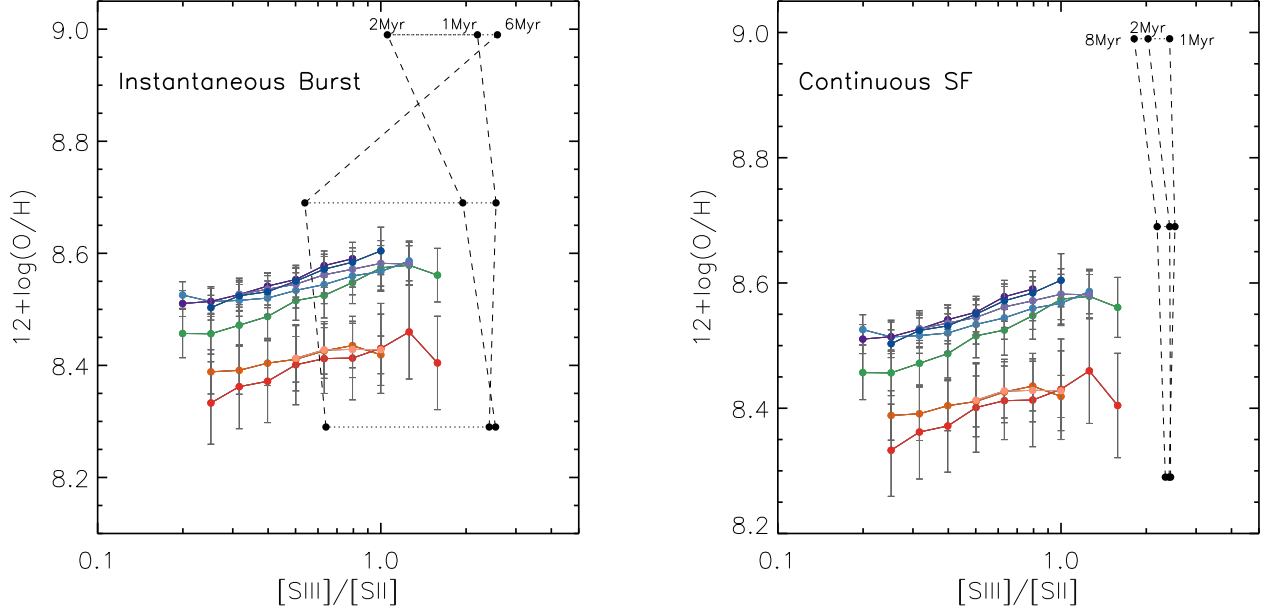 2Myr 1Myr 6Myr
Instantaneous Burst
9.0
8.8
8.6
8.4
8.2
12+log(O/H)
0.1 1.0
[SIII]/[SII]
8Myr 2Myr 1Myr
Continuous SF
9.0
8.8
8.6
8.4
8.2
12+log(O/H)
0.1 1.0
[SIII]/[SII]